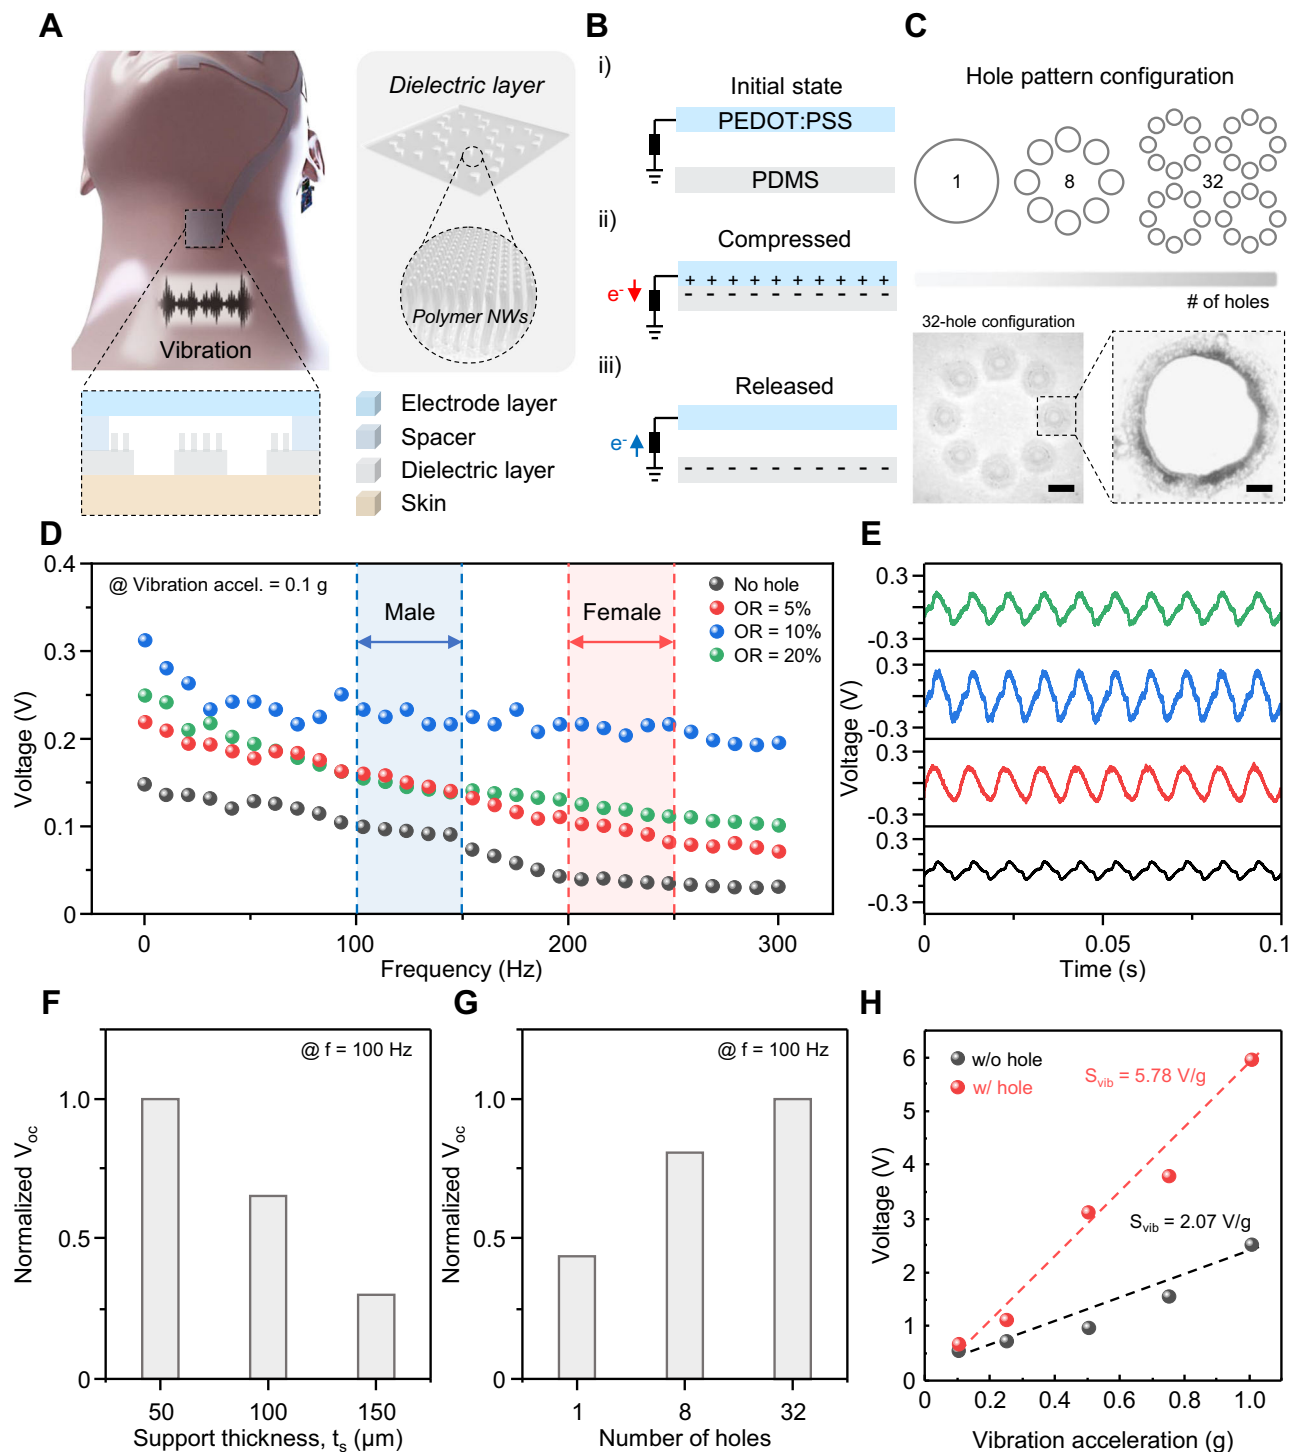 A
Dielectric layer
Polymer NWs
Vibration
Electrode layer
Spacer
Dielectric layer
Skin
B
i)
Initial state
PEDOT:PSS
PDMS
ii)
Compressed
+ + + + + + + + + +
- - - - - - - - - -
e-
iii)
Released
e-
- - - - - - - - - -
C
Hole pattern configuration
1
8
32
# of holes
32-hole configuration
D
@ Vibration accel. = 0.1 g
Male
Female
No hole
OR = 5%
OR = 10%
OR = 20%
Voltage (V)
0.4
0.3
0.2
0.1
0
0
100
200
300
Frequency (Hz)
E
0.3
-0.3
0.3
-0.3
0.3
-0.3
0.3
-0.3
Voltage (V)
0
0.05
0.1
Time (s)
F
@ f = 100 Hz
Normalized Voc
1.0
0.5
0
50
100
150
Support thickness, ts (μm)
G
@ f = 100 Hz
Normalized Voc
1.0
0.5
0
1
8
32
Number of holes
H
w/o hole
w/ hole
Svib = 5.78 V/g
Svib = 2.07 V/g
Voltage (V)
6
5
4
3
2
1
0
0
0.2
0.4
0.6
0.8
1.0
Vibration acceleration (g)